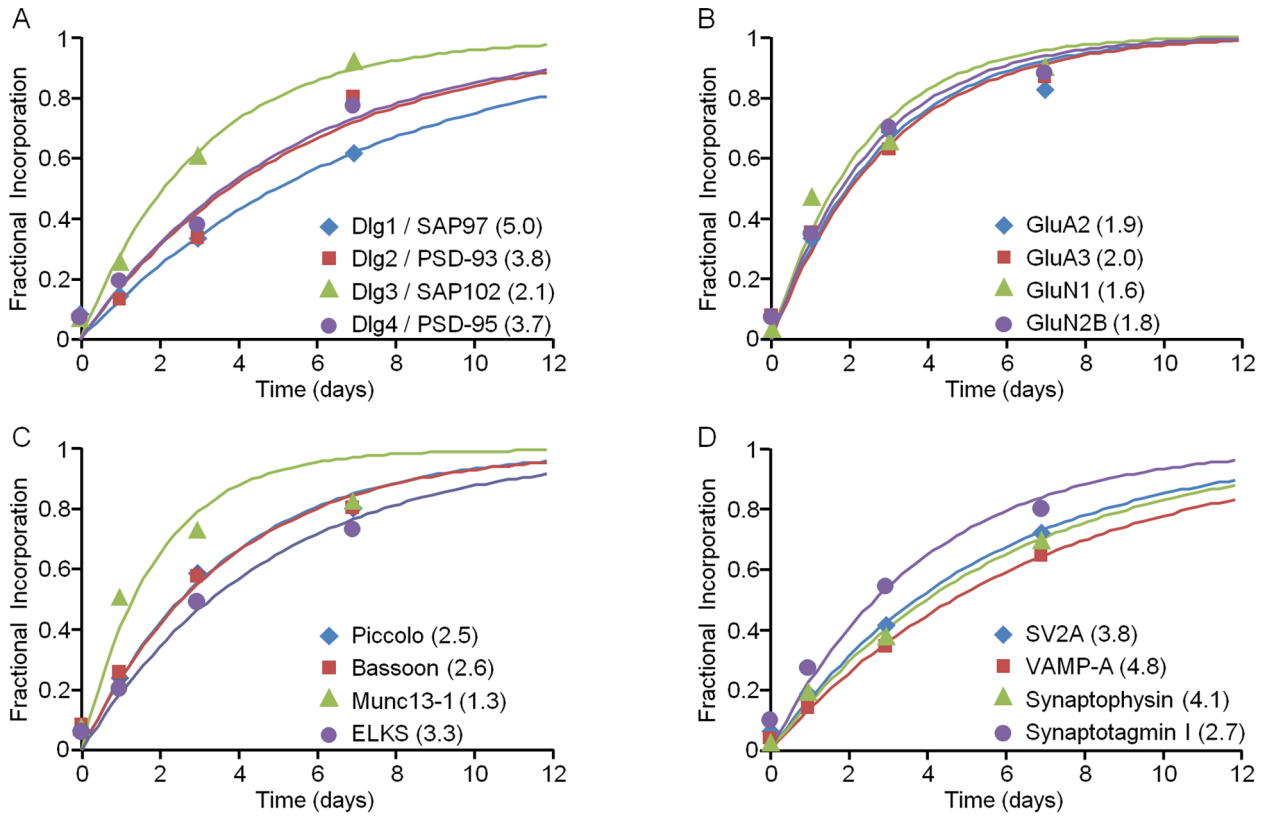 A
Fractional Incorporation
1
0.8
0.6
0.4
0.2
0
0 2 4 6 8 10 12
Time (days)
Dlg1 / SAP97 (5.0)
Dlg2 / PSD-93 (3.8)
Dlg3 / SAP102 (2.1)
Dlg4 / PSD-95 (3.7)
B
Fractional Incorporation
1
0.8
0.6
0.4
0.2
0
0 2 4 6 8 10 12
Time (days)
GluA2 (1.9)
GluA3 (2.0)
GluN1 (1.6)
GluN2B (1.8)
C
Fractional Incorporation
1
0.8
0.6
0.4
0.2
0
0 2 4 6 8 10 12
Time (days)
Piccolo (2.5)
Bassoon (2.6)
Munc13-1 (1.3)
ELKS (3.3)
D
Fractional Incorporation
1
0.8
0.6
0.4
0.2
0
0 2 4 6 8 10 12
Time (days)
SV2A (3.8)
VAMP-A (4.8)
Synaptophysin (4.1)
Synaptotagmin I (2.7)